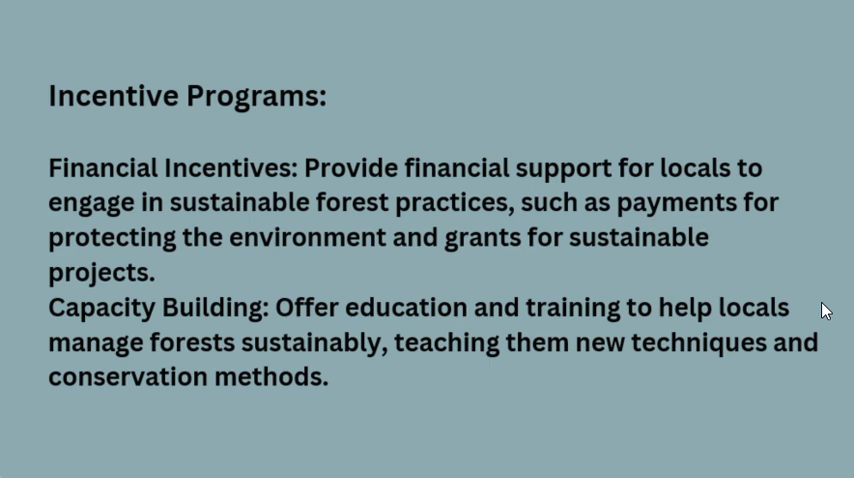 Incentive Programs:
Financial Incentives: Provide financial support for locals to
engage in sustainable forest practices, such as payments for
protecting the environment and grants for sustainable
projects.
Capacity Building: Offer education and training to help locals
manage forests sustainably, teaching them new techniques and
conservation methods.